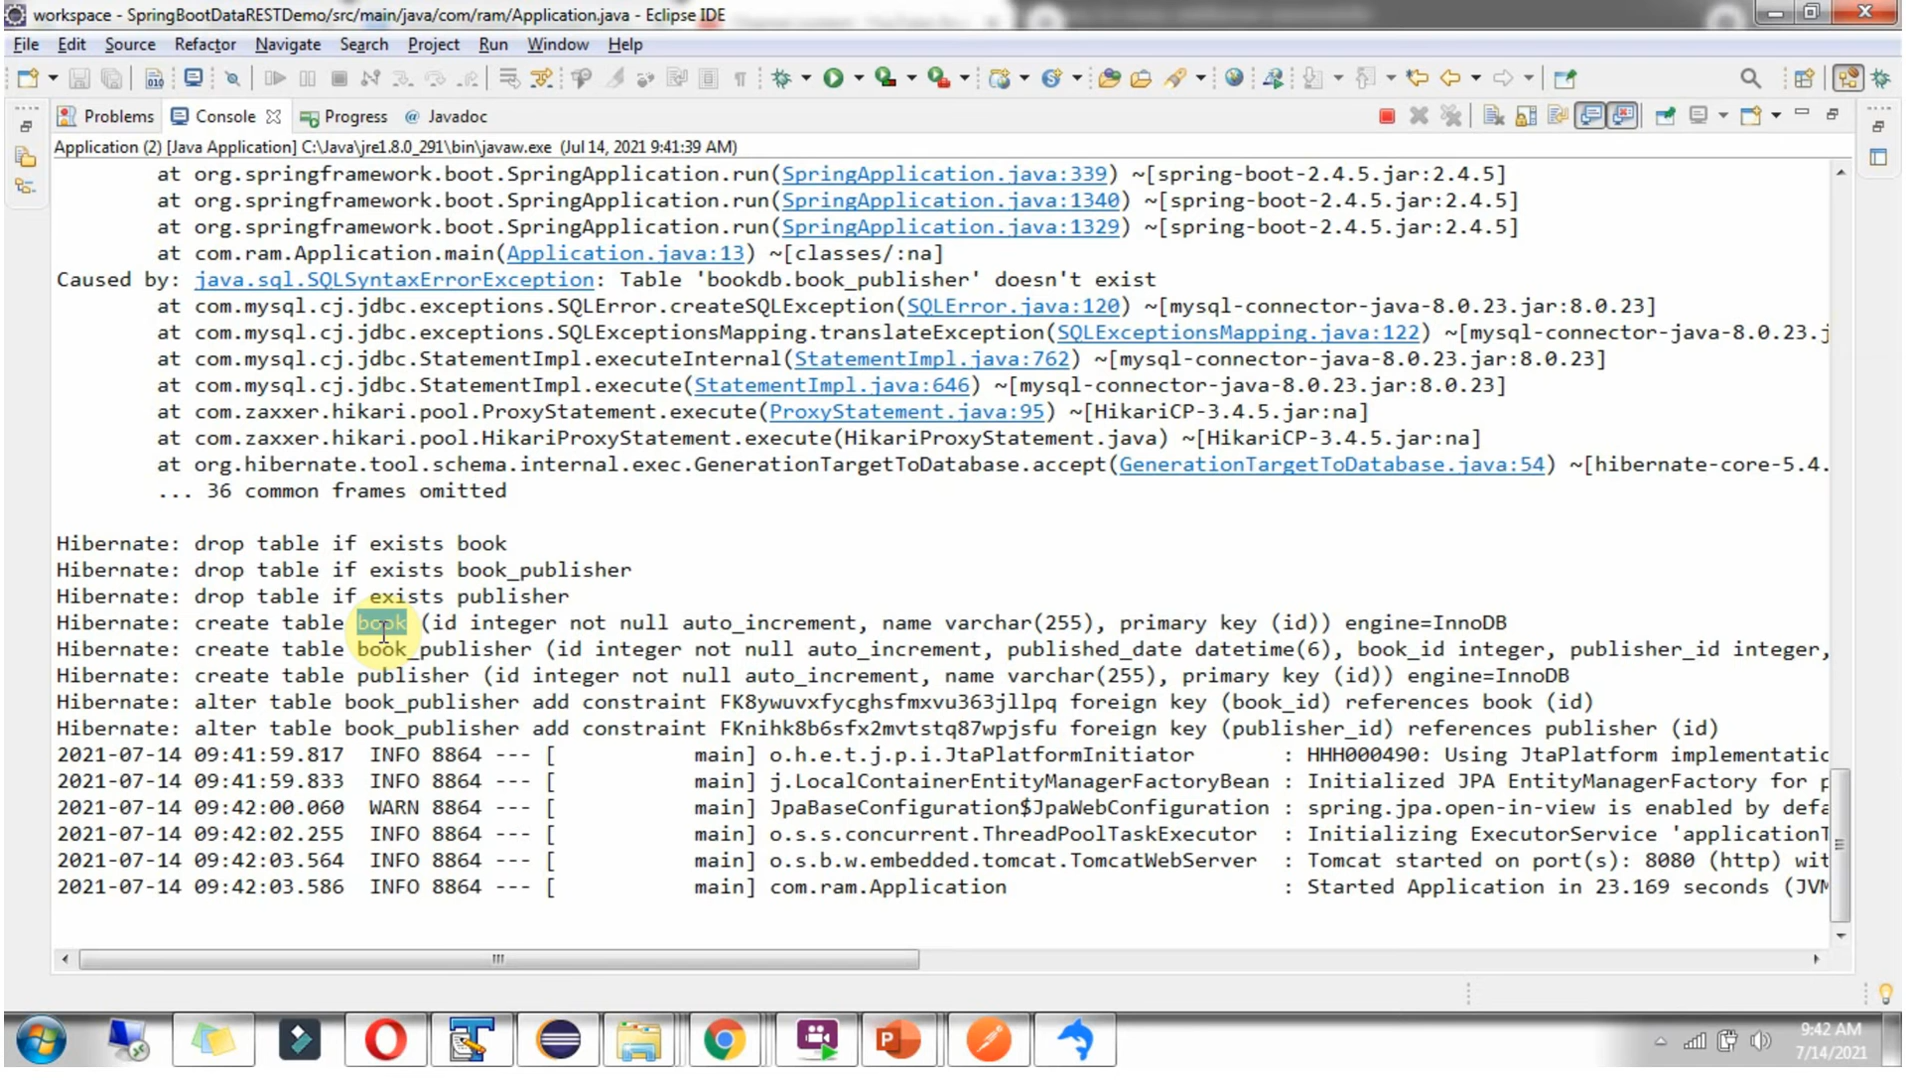 workspace - SpringBootDataRESTDemo/src/main/java/com/ram/Application.java - Eclipse IDE
File Edit Source Refactor Navigate Search Project Run Window Help
Problems Console Progress @ Javadoc
Application (2) [Java Application] C:\Java\jre1.8.0_291\bin\javaw.exe (Jul 14, 2021 9:41:39 AM)
at org.springframework.boot.SpringApplication.run(SpringApplication.java:339) ~[spring-boot-2.4.5.jar:2.4.5]
at org.springframework.boot.SpringApplication.run(SpringApplication.java:1340) ~[spring-boot-2.4.5.jar:2.4.5]
at org.springframework.boot.SpringApplication.run(SpringApplication.java:1329) ~[spring-boot-2.4.5.jar:2.4.5]
at com.ram.Application.main(Application.java:13) ~[classes/:na]
Caused by: java.sql.SQLSyntaxErrorException: Table 'bookdb.book_publisher' doesn't exist
at com.mysql.cj.jdbc.exceptions.SQLError.createSQLException(SQLError.java:120) ~[mysql-connector-java-8.0.23.jar:8.0.23]
at com.mysql.cj.jdbc.exceptions.SQLExceptionsMapping.translateException(SQLExceptionsMapping.java:122) ~[mysql-connector-java-8.0.23.j
at com.mysql.cj.jdbc.StatementImpl.executeInternal(StatementImpl.java:762) ~[mysql-connector-java-8.0.23.jar:8.0.23]
at com.mysql.cj.jdbc.StatementImpl.execute(StatementImpl.java:646) ~[mysql-connector-java-8.0.23.jar:8.0.23]
at com.zaxxer.hikari.pool.ProxyStatement.execute(ProxyStatement.java:95) ~[HikariCP-3.4.5.jar:na]
at com.zaxxer.hikari.pool.HikariProxyStatement.execute(HikariProxyStatement.java) ~[HikariCP-3.4.5.jar:na]
at org.hibernate.tool.schema.internal.exec.GenerationTargetToDatabase.accept(GenerationTargetToDatabase.java:54) ~[hibernate-core-5.4.
... 36 common frames omitted
Hibernate: drop table if exists book
Hibernate: drop table if exists book_publisher
Hibernate: drop table if exists publisher
Hibernate: create table book (id integer not null auto_increment, name varchar(255), primary key (id)) engine=InnoDB
Hibernate: create table book_publisher (id integer not null auto_increment, published_date datetime(6), book_id integer, publisher_id integer,
Hibernate: create table publisher (id integer not null auto_increment, name varchar(255), primary key (id)) engine=InnoDB
Hibernate: alter table book_publisher add constraint FK8ywuvxfycghsfmxvu363jllpq foreign key (book_id) references book (id)
Hibernate: alter table book_publisher add constraint FKnihk8b6sfx2mvtstq87wpjsfu foreign key (publisher_id) references publisher (id)
2021-07-14 09:41:59.817 INFO 8864 --- [ main] o.h.e.t.j.p.i.JtaPlatformInitiator : HHH000490: Using JtaPlatform implementatic
2021-07-14 09:41:59.833 INFO 8864 --- [ main] j.LocalContainerEntityManagerFactoryBean : Initialized JPA EntityManagerFactory for p
2021-07-14 09:42:00.060 WARN 8864 --- [ main] JpaBaseConfiguration$JpaWebConfiguration : spring.jpa.open-in-view is enabled by defa
2021-07-14 09:42:02.255 INFO 8864 --- [ main] o.s.s.concurrent.ThreadPoolTaskExecutor : Initializing ExecutorService 'applicationT
2021-07-14 09:42:03.564 INFO 8864 --- [ main] o.s.b.w.embedded.tomcat.TomcatWebServer : Tomcat started on port(s): 8080 (http) wit
2021-07-14 09:42:03.586 INFO 8864 --- [ main] com.ram.Application : Started Application in 23.169 seconds (JVM
9:42 AM
7/14/2021